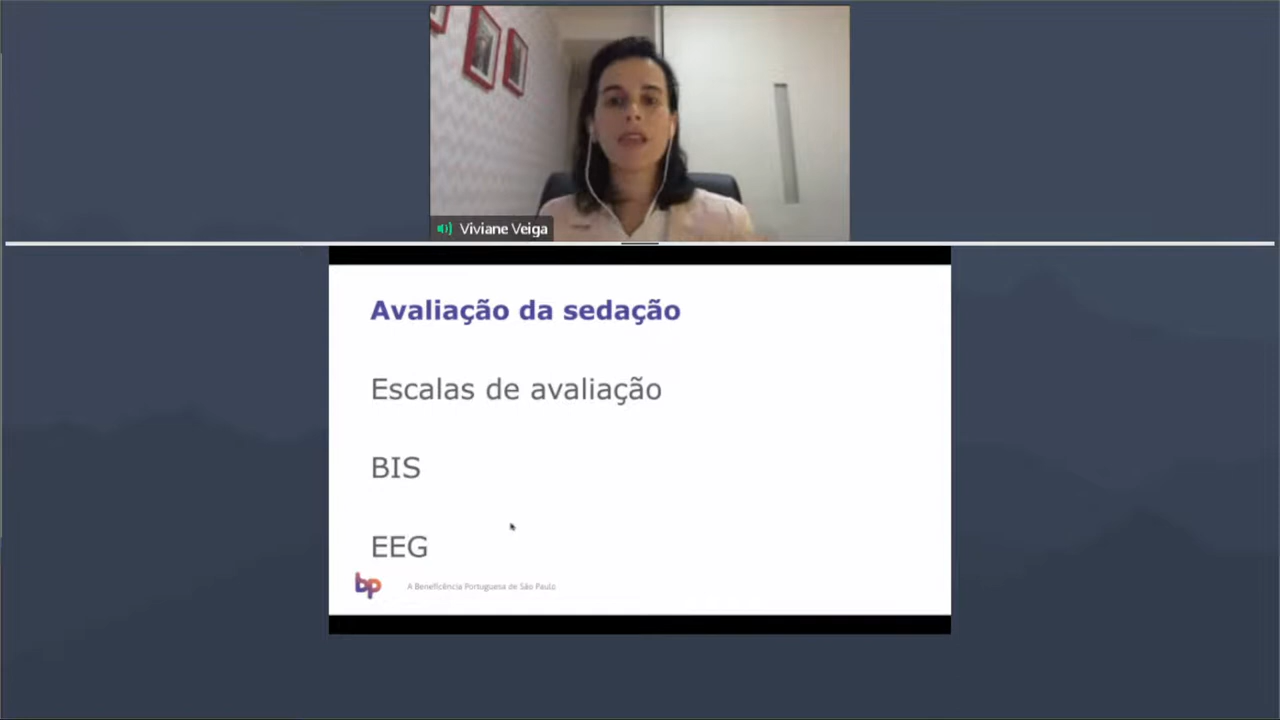 Viviane Veiga
Avaliação da sedação
Escalas de avaliação
BIS
EEG
bp
A Beneficência Portuguesa de São Paulo